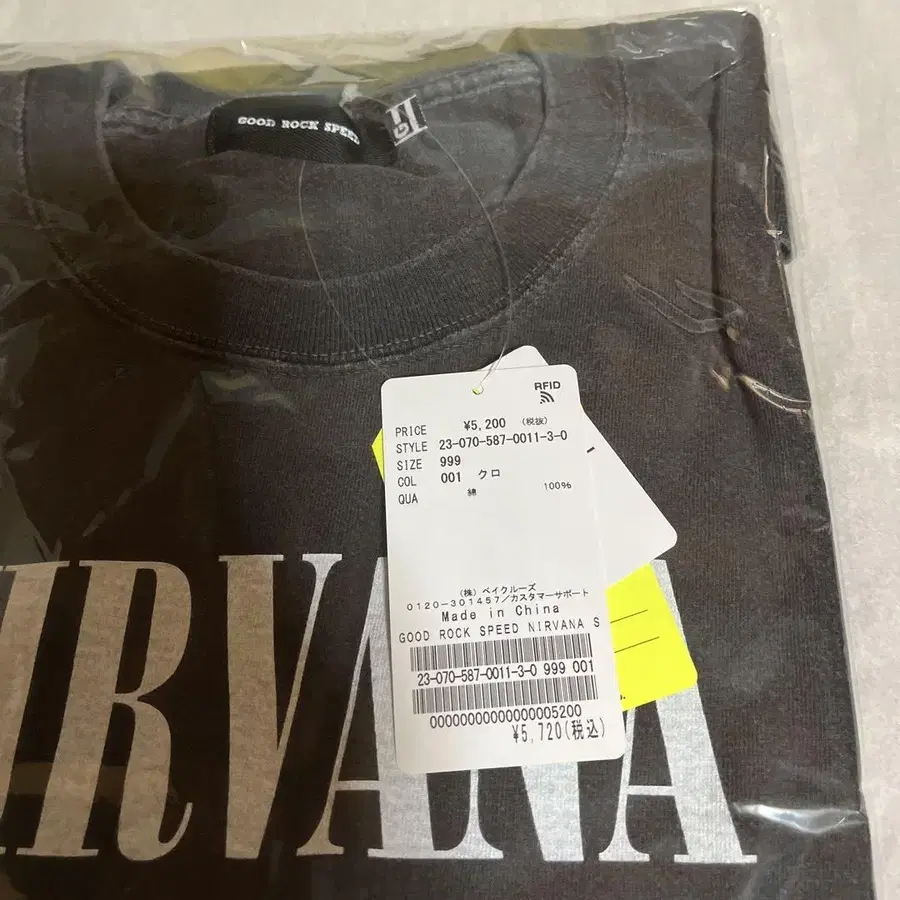 GOOD ROCK SPEED
G
RFID
PRICE ¥5,200 (税抜)
STYLE 23-070-587-0011-3-0
SIZE 999
COL 001 クロ
QUA 綿 100%
(株) ベイクルーズ
0120-301457/カスタマーサポート
Made in China
GOOD ROCK SPEED NIRVANA S
23-070-587-0011-3-0 999 001
00000000000000005200
¥5,720(税込)
NIRVANA